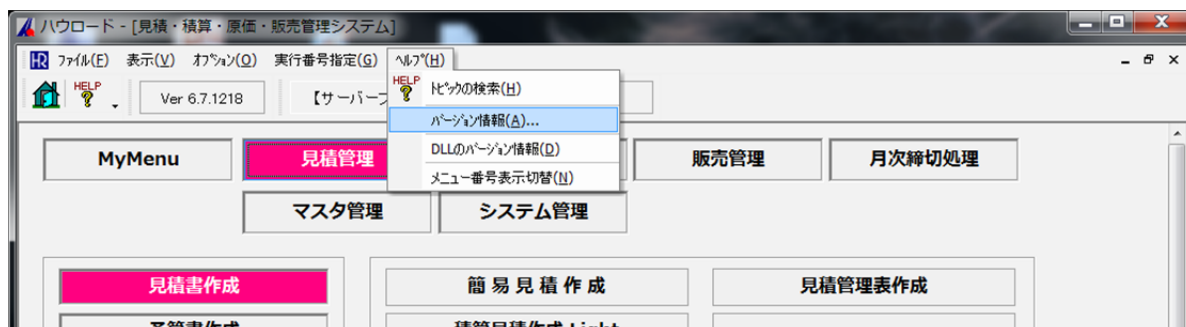 ハウロード - [見積・積算・原価・販売管理システム]
ﾌｧｲﾙ(F) 表示(V) ｵﾌﾟｼｮﾝ(O) 実行番号指定(G) ﾍﾙﾌﾟ(H)
HELP
Ver 6.7.1218
【サーバー
HELP
ﾄﾋﾟｯｸの検索(H)
ﾊﾞｰｼﾞｮﾝ情報(A)...
DLLのﾊﾞｰｼﾞｮﾝ情報(D)
メニュー番号表示切替(N)
MyMenu 見積管理 販売管理 月次締切処理
マスタ管理 システム管理
見積書作成 簡易見積作成 見積管理表作成